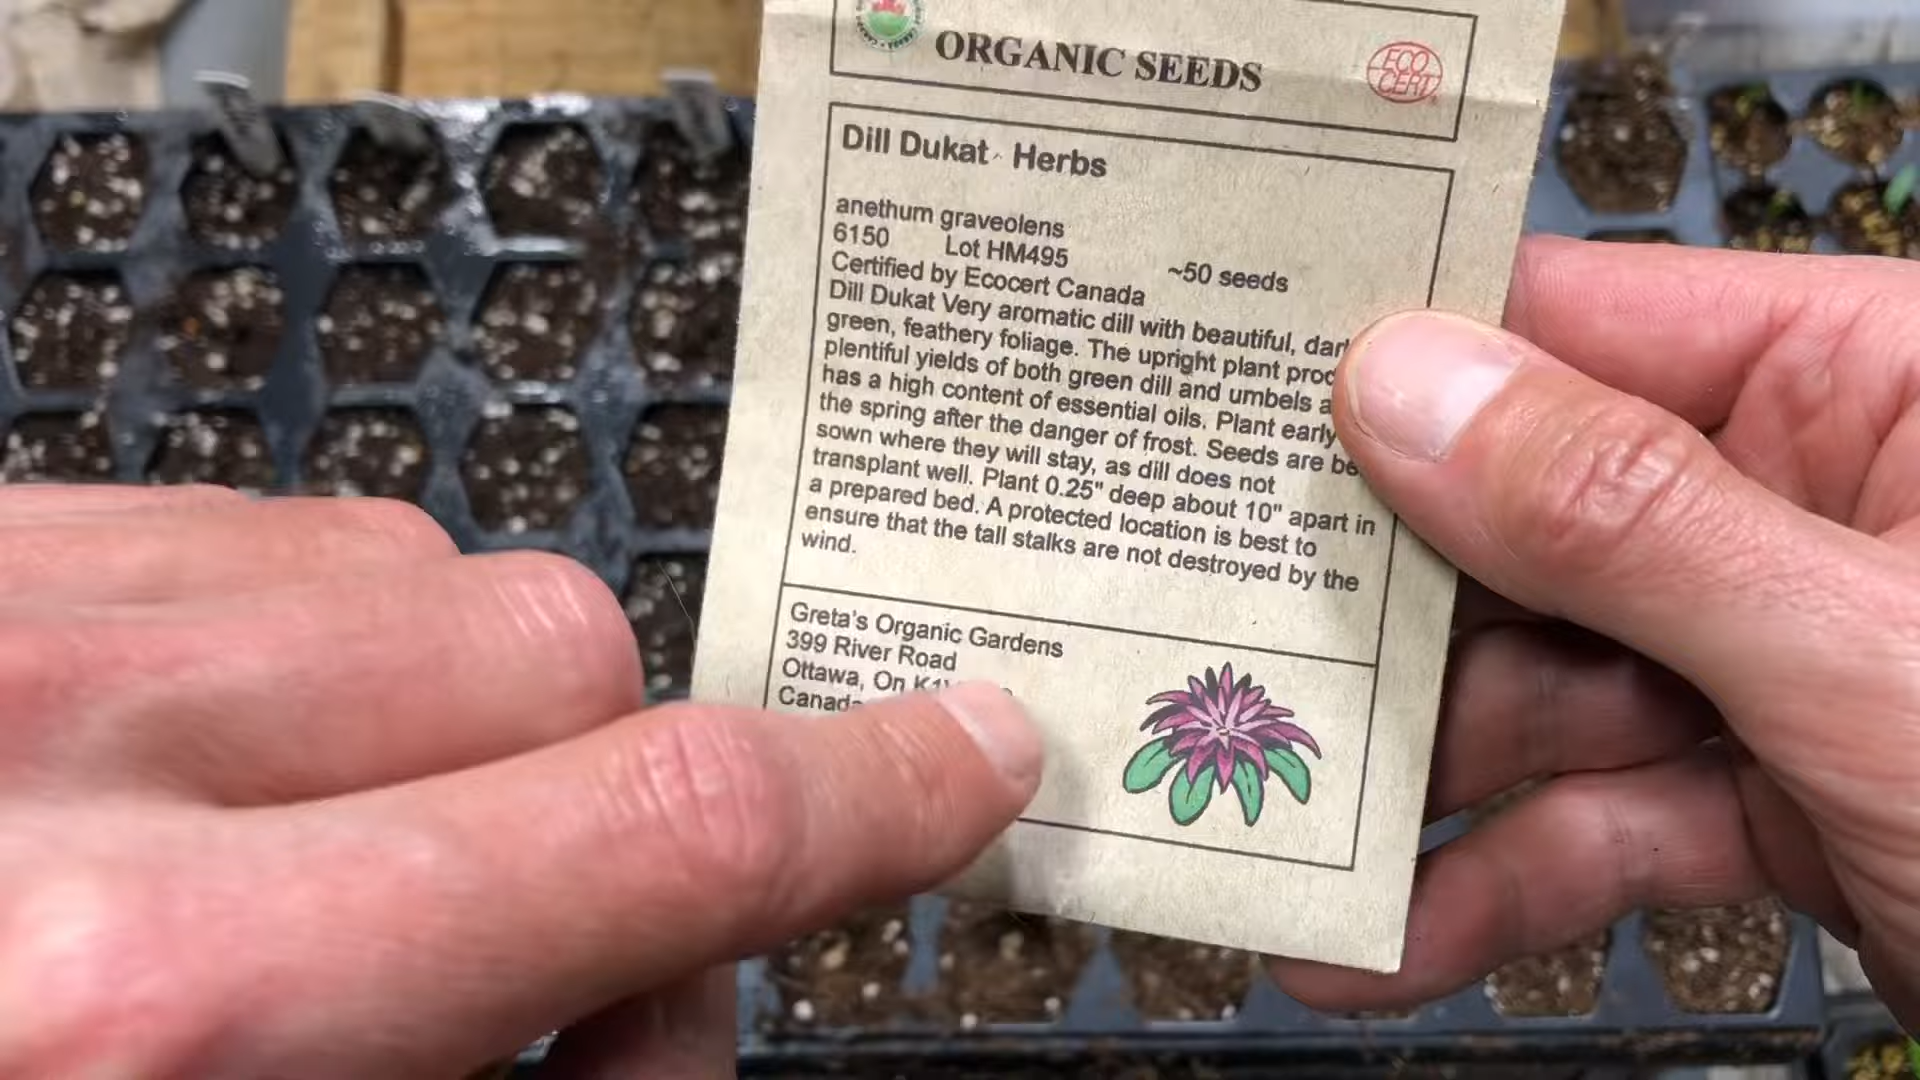 ORGANIC SEEDS
ECO
CERT
Dill Dukat - Herbs
anethum graveolens
6150 Lot HM495 ~50 seeds
Certified by Ecocert Canada
Dill Dukat Very aromatic dill with beautiful, dar
green, feathery foliage. The upright plant prod
plentiful yields of both green dill and umbels a
has a high content of essential oils. Plant early
the spring after the danger of frost. Seeds are be
sown where they will stay, as dill does not
transplant well. Plant 0.25" deep about 10" apart in
a prepared bed. A protected location is best to
ensure that the tall stalks are not destroyed by the
wind.
Greta's Organic Gardens
399 River Road
Ottawa, On
Canad